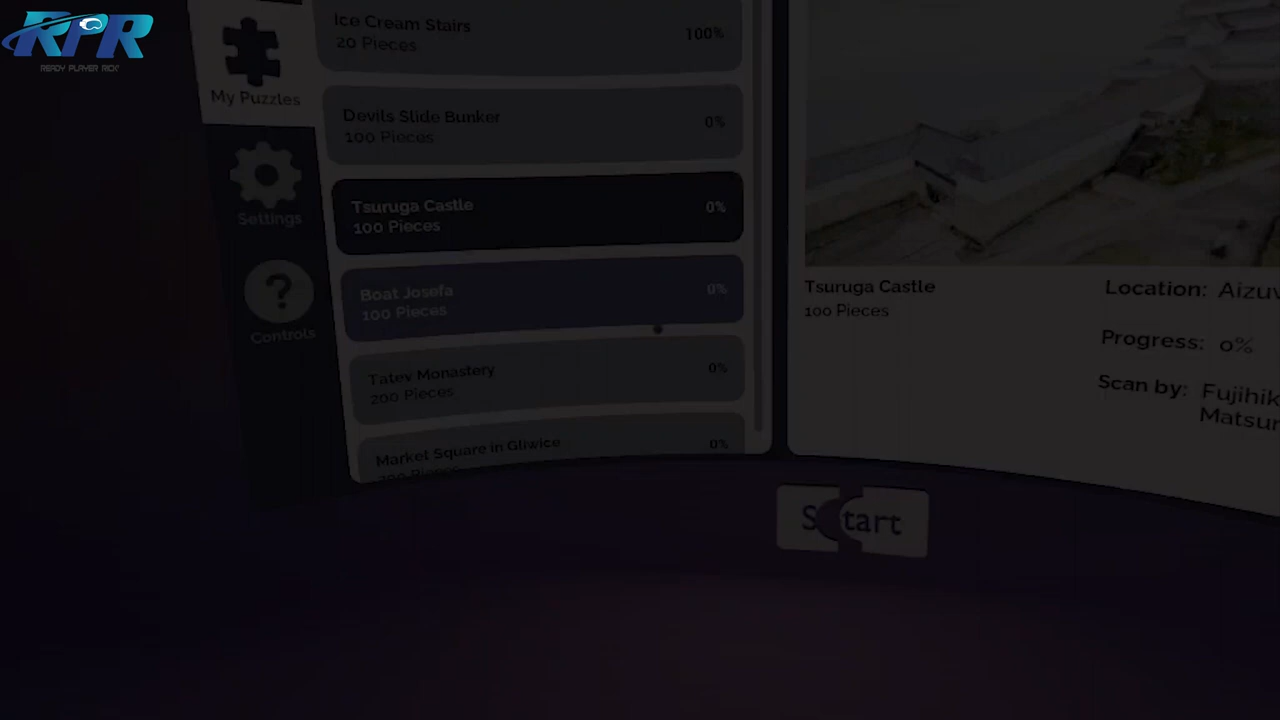 RPR
READY PLAYER RICK
My Puzzles
Settings
Controls
Ice Cream Stairs
20 Pieces
100%
Devils Slide Bunker
100 Pieces
0%
Tsuruga Castle
100 Pieces
0%
Boat Josefa
100 Pieces
0%
Tatev Monastery
200 Pieces
0%
Market Square in Gliwice
0%
Tsuruga Castle
100 Pieces
Location:
Progress: 0%
Scan by: Fujihik
Matsur
Start